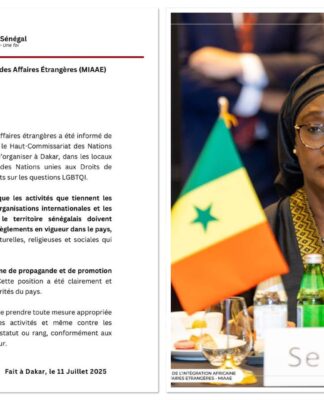 Sénégal
- Une foi
des Affaires Étrangères (MIAAE)
ffaires étrangères a été informé de
le Haut-Commissariat des Nations
l'organiser à Dakar, dans les locaux
des Nations unies aux Droits de
ts sur les questions LGBTQI.
que les activités que tiennent les
organisations internationales et les
le territoire sénégalais doivent
règlements en vigueur dans le pays,
turelles, religieuses et sociales qui
me de propagande et de promotion
Cette position a été clairement et
rités du pays.
de prendre toute mesure appropriée
es activités et même contre les
statut ou rang, conformément aux
ur.
Fait à Dakar, le 11 Juillet 2025
Se
DE L'INTÉGRATION AFRICAINE
FAIRES ETRANGÈRES - MIAAE